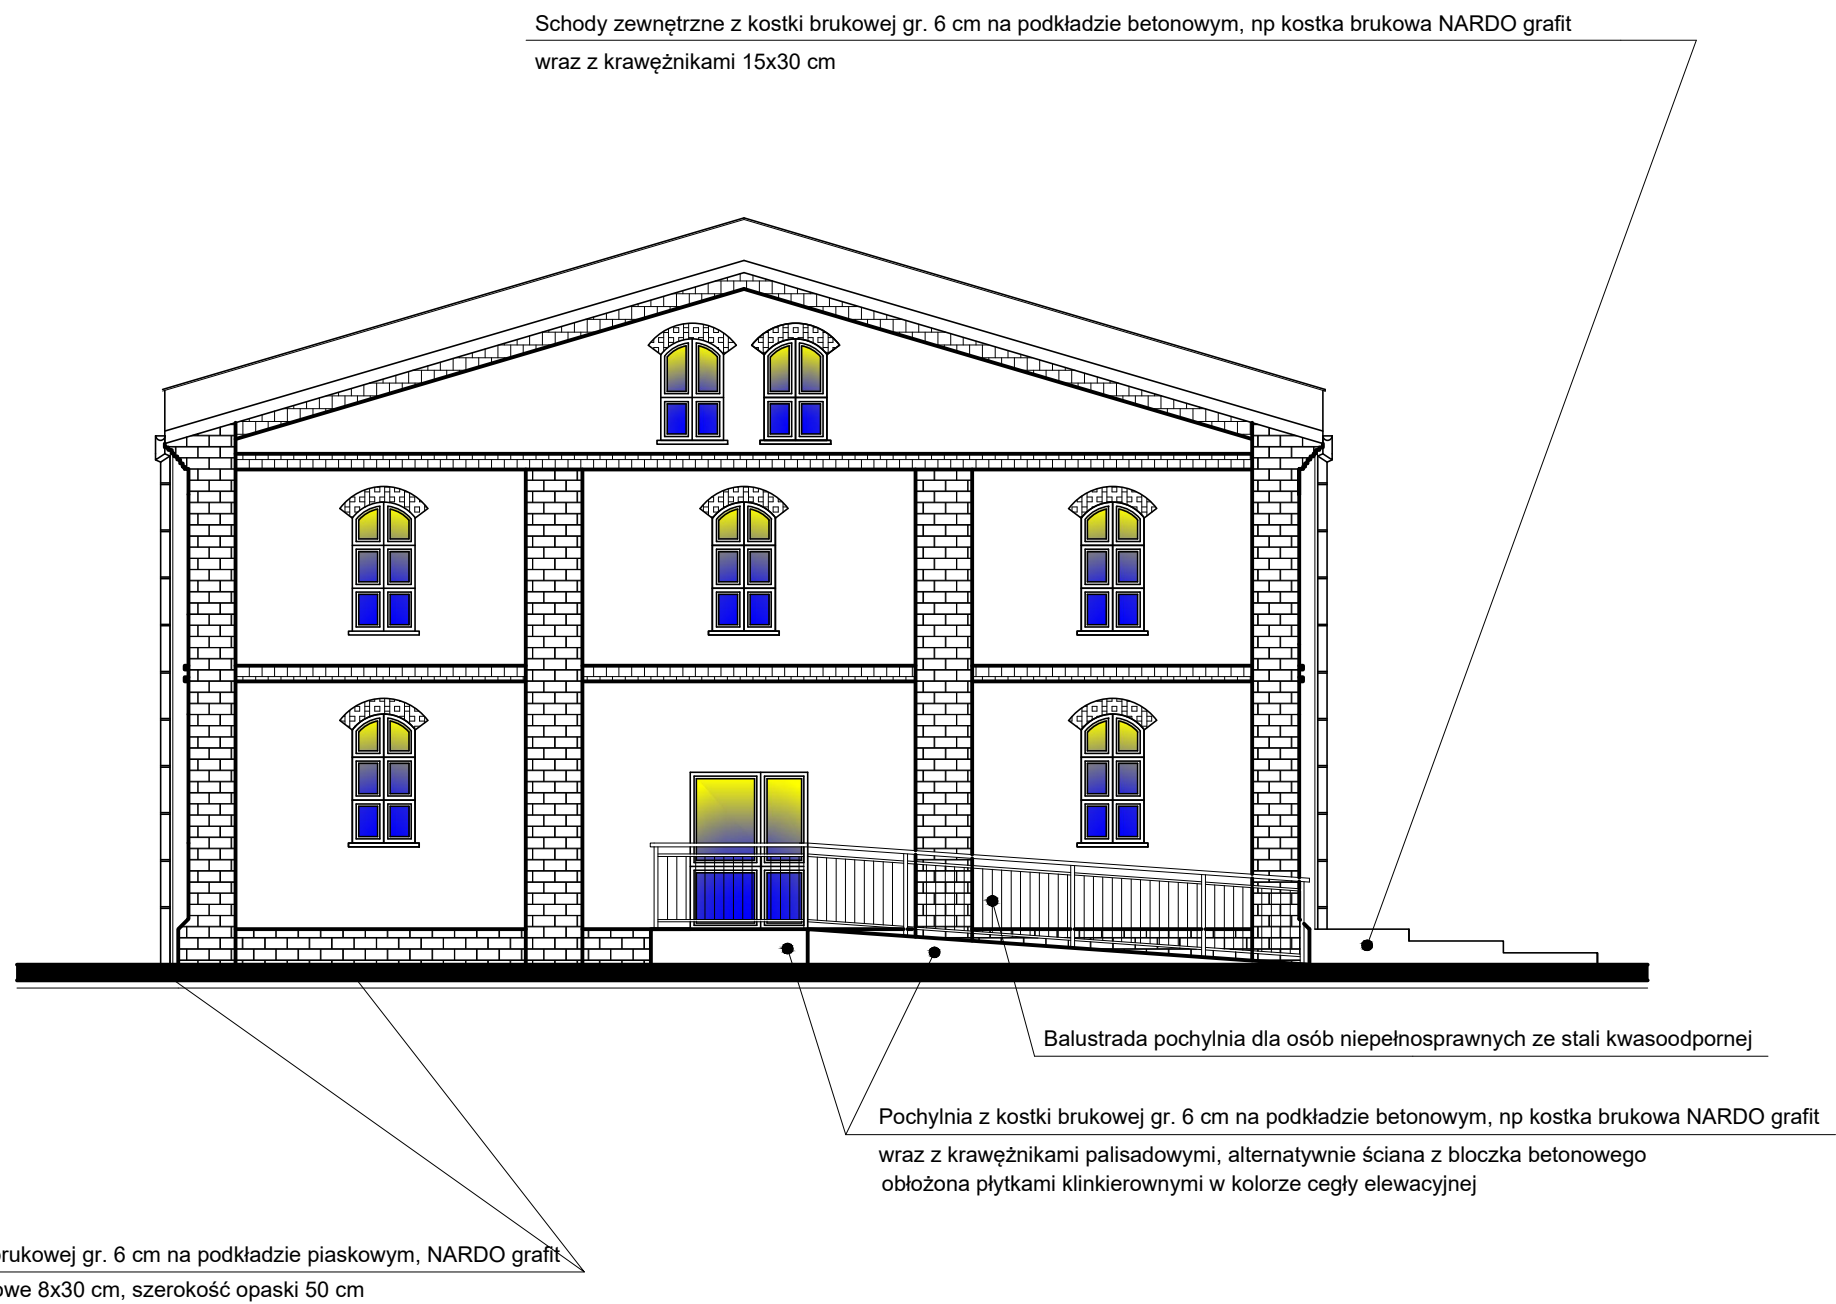 Schody zewnętrzne z kostki brukowej gr. 6 cm na podkładzie betonowym, np kostka brukowa NARDO grafit
wraz z krawężnikami 15x30 cm
Balustrada pochylnia dla osób niepełnosprawnych ze stali kwasoodpornej
Pochylnia z kostki brukowej gr. 6 cm na podkładzie betonowym, np kostka brukowa NARDO grafit
wraz z krawężnikami palisadowymi, alternatywnie ściana z bloczka betonowego
obłożona płytkami klinkierownymi w kolorze cegły elewacyjnej
rukowej gr. 6 cm na podkładzie piaskowym, NARDO grafit
owe 8x30 cm, szerokość opaski 50 cm